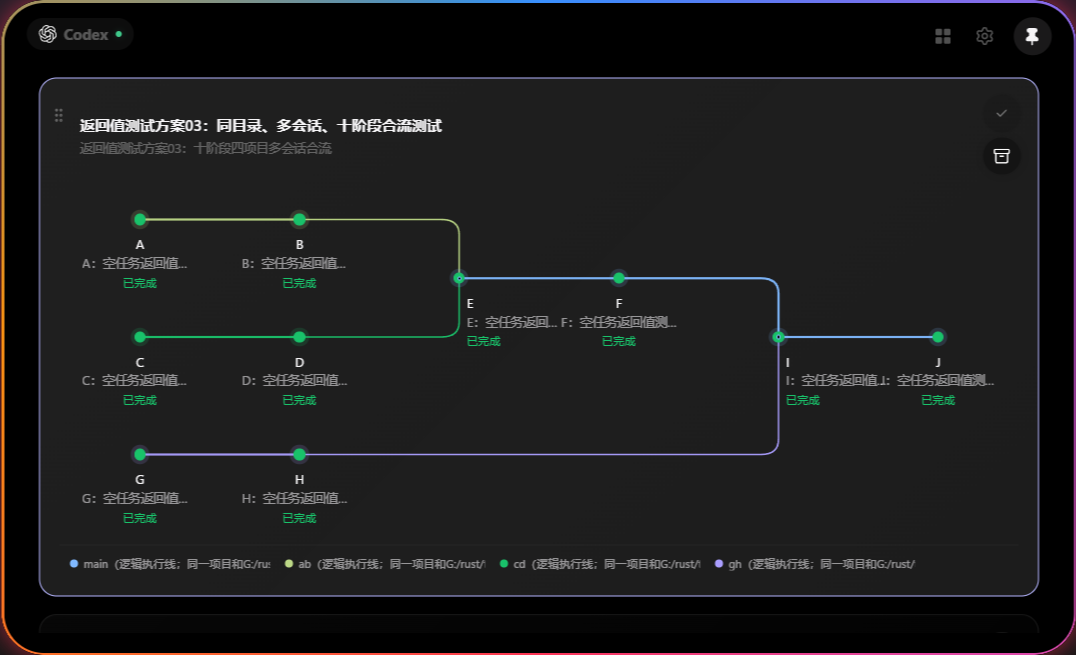 Codex
返回值测试方案03：同目录、多会话、十阶段合流测试
返回值测试方案03：十阶段四项目多会话合流
A
A：空任务返回值...
已完成
B
B：空任务返回值...
已完成
C
C：空任务返回值...
已完成
D
D：空任务返回值...
已完成
E
E：空任务返回...
已完成
F
F：空任务返回值测...
已完成
G
G：空任务返回值...
已完成
H
H：空任务返回值...
已完成
I
I：空任务返回值...
已完成
J
J：空任务返回值测...
已完成
main（逻辑执行线；同一项目和G:/rus
ab（逻辑执行线；同一项目和G:/rust/
cd（逻辑执行线；同一项目和G:/rust/
gh（逻辑执行线；同一项目和G:/rust/